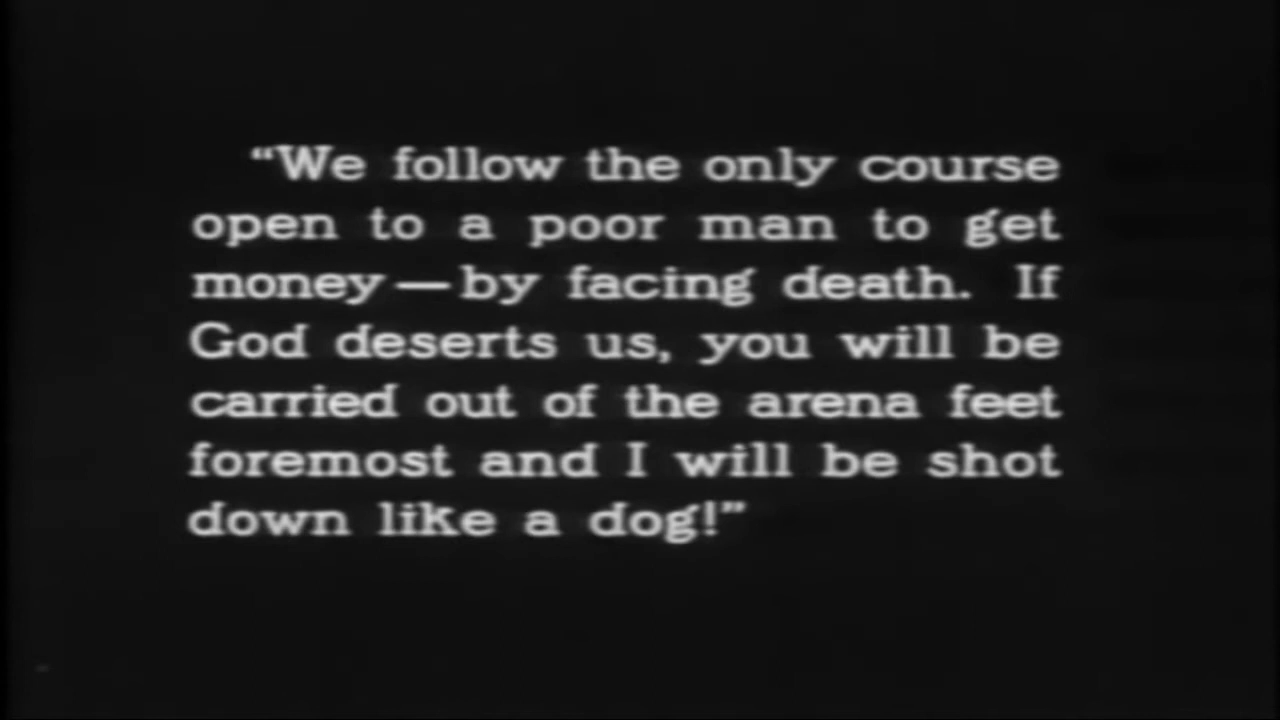 “We follow the only course
open to a poor man to get
money—by facing death. If
God deserts us, you will be
carried out of the arena feet
foremost and I will be shot
down like a dog!”